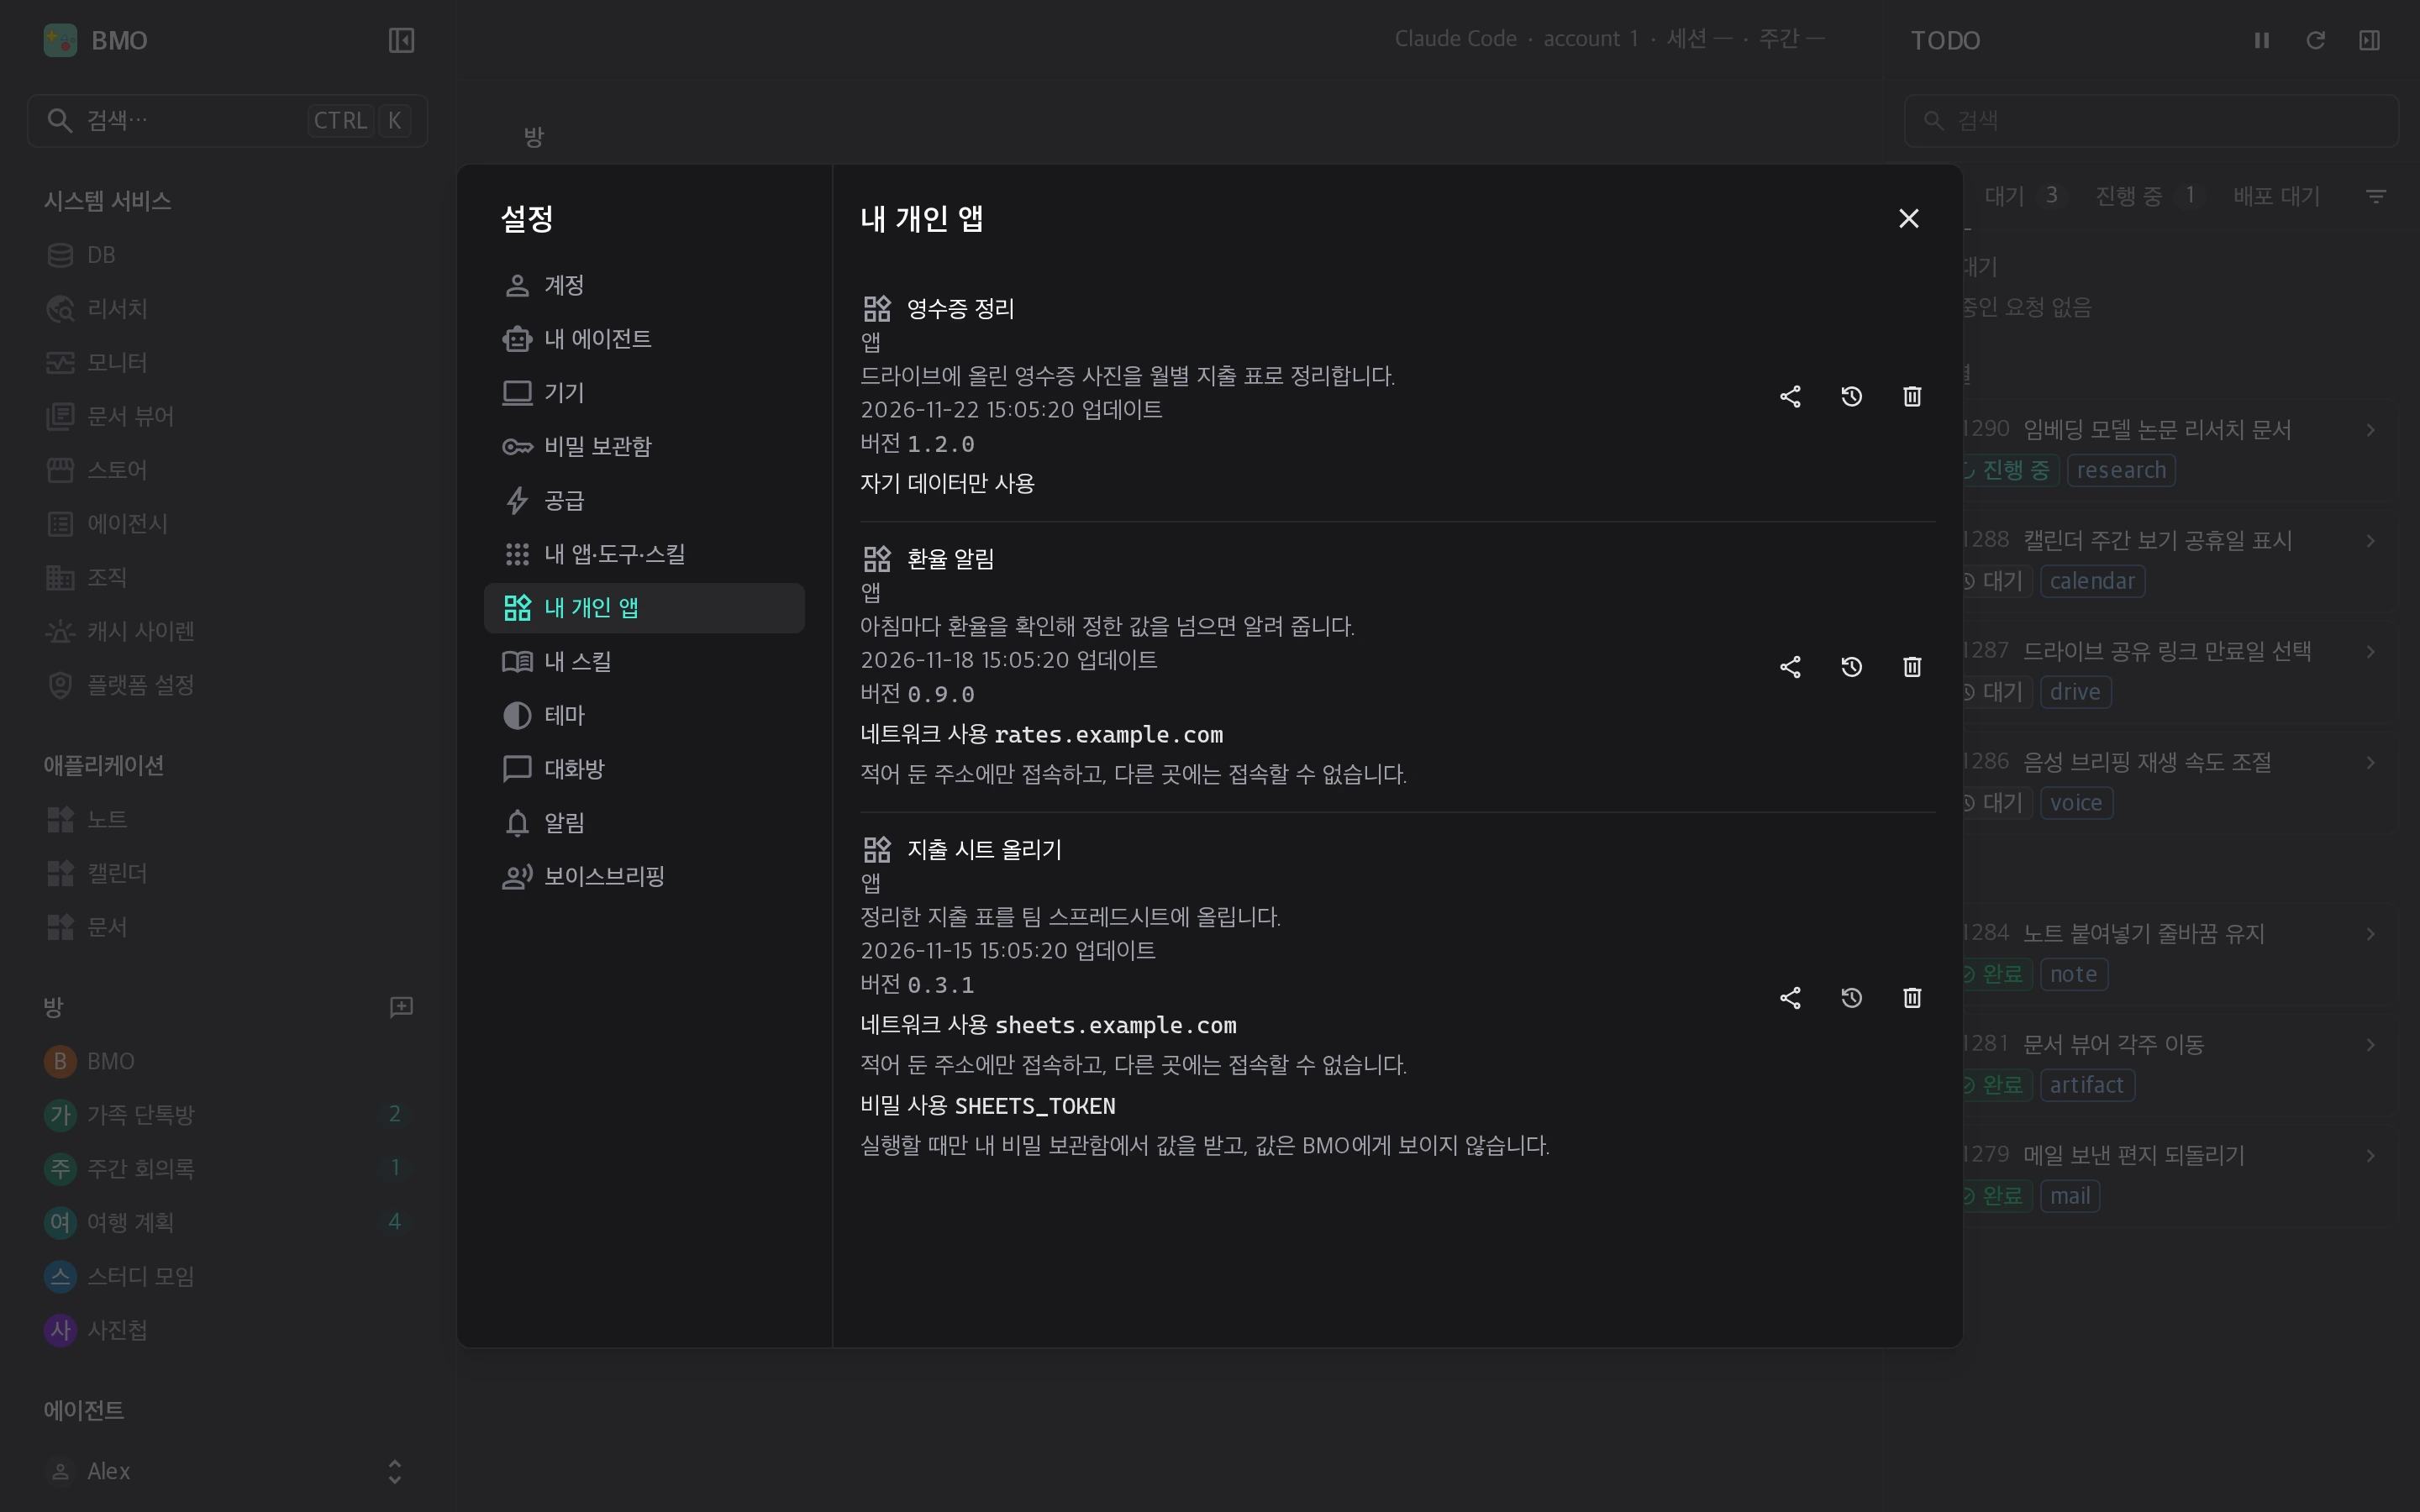 BMO
검색…
CTRL K
시스템 서비스
DB
리서치
모니터
문서 뷰어
스토어
에이전시
조직
캐시 사이렌
플랫폼 설정
애플리케이션
노트
캘린더
문서
방
B BMO
가 가족 단톡방 2
주 주간 회의록 1
여 여행 계획 4
스 스터디 모임
사 사진첩
에이전트
Alex
Claude Code · account 1 · 세션 — · 주간 —
방
설정
계정
내 에이전트
기기
비밀 보관함
공급
내 앱·도구·스킬
내 개인 앱
내 스킬
테마
대화방
알림
보이스브리핑
내 개인 앱
영수증 정리
앱
드라이브에 올린 영수증 사진을 월별 지출 표로 정리합니다.
2026-11-22 15:05:20 업데이트
버전 1.2.0
자기 데이터만 사용
환율 알림
앱
아침마다 환율을 확인해 정한 값을 넘으면 알려 줍니다.
2026-11-18 15:05:20 업데이트
버전 0.9.0
네트워크 사용 rates.example.com
적어 둔 주소에만 접속하고, 다른 곳에는 접속할 수 없습니다.
지출 시트 올리기
앱
정리한 지출 표를 팀 스프레드시트에 올립니다.
2026-11-15 15:05:20 업데이트
버전 0.3.1
네트워크 사용 sheets.example.com
적어 둔 주소에만 접속하고, 다른 곳에는 접속할 수 없습니다.
비밀 사용 SHEETS_TOKEN
실행할 때만 내 비밀 보관함에서 값을 받고, 값은 BMO에게 보이지 않습니다.
TODO
검색
대기 3 진행 중 1 배포 대기
대기
중인 요청 없음
1290 임베딩 모델 논문 리서치 문서
진행 중 research
1288 캘린더 주간 보기 공휴일 표시
대기 calendar
1287 드라이브 공유 링크 만료일 선택
대기 drive
1286 음성 브리핑 재생 속도 조절
대기 voice
1284 노트 붙여넣기 줄바꿈 유지
완료 note
1281 문서 뷰어 각주 이동
완료 artifact
1279 메일 보낸 편지 되돌리기
완료 mail